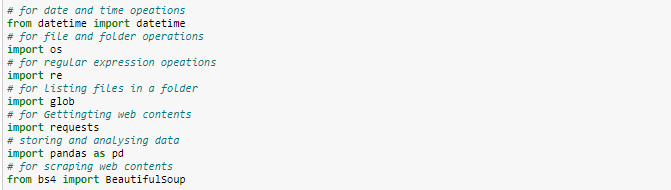 # for date and time opeations
from datetime import datetime
# for file and folder operations
import os
# for regular expression opeations
import re
# for listing files in a folder
import glob
# for Gettingting web contents
import requests
# storing and analysing data
import pandas as pd
# for scraping web contents
from bs4 import BeautifulSoup